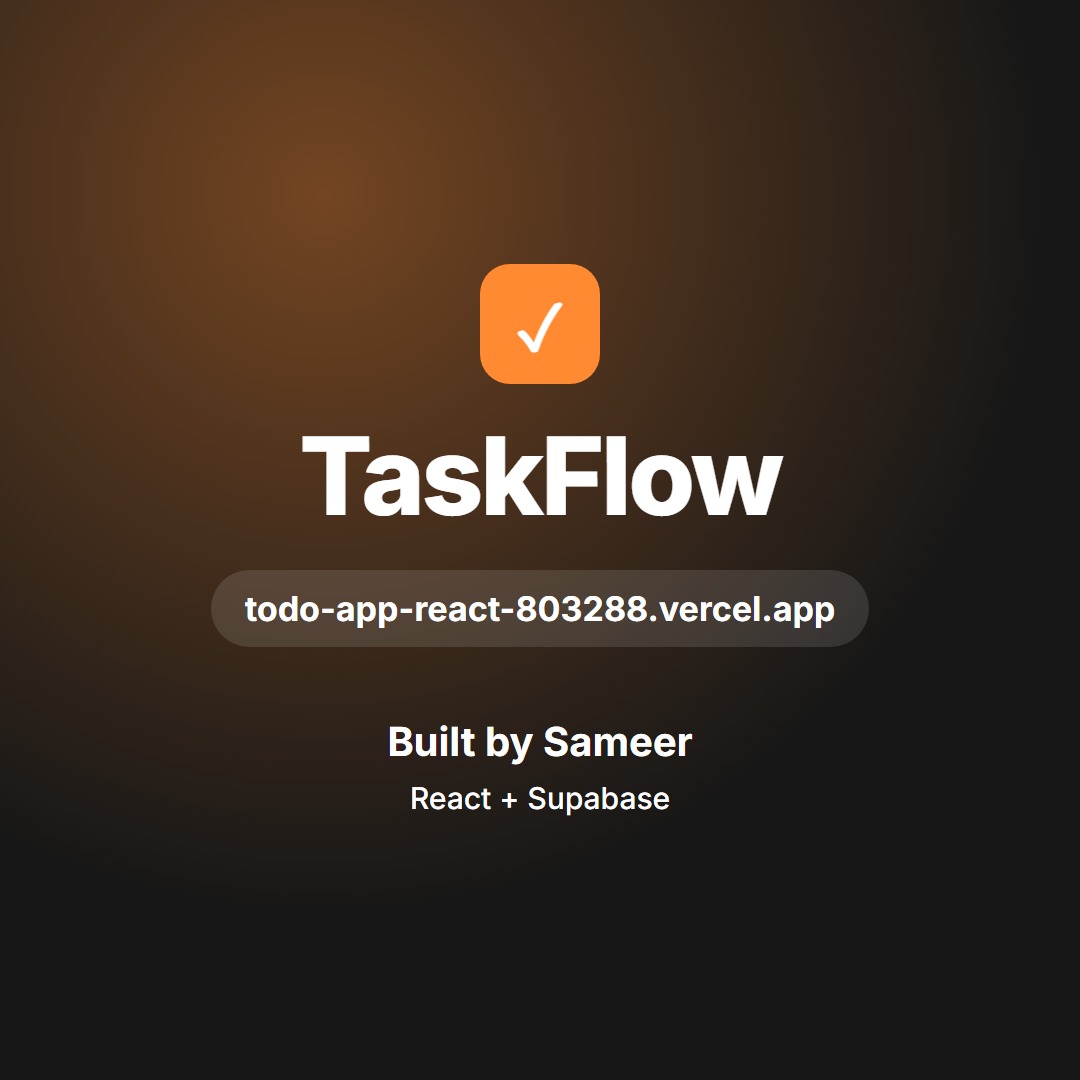 TaskFlow
todo-app-react-803288.vercel.app
Built by Sameer
React + Supabase